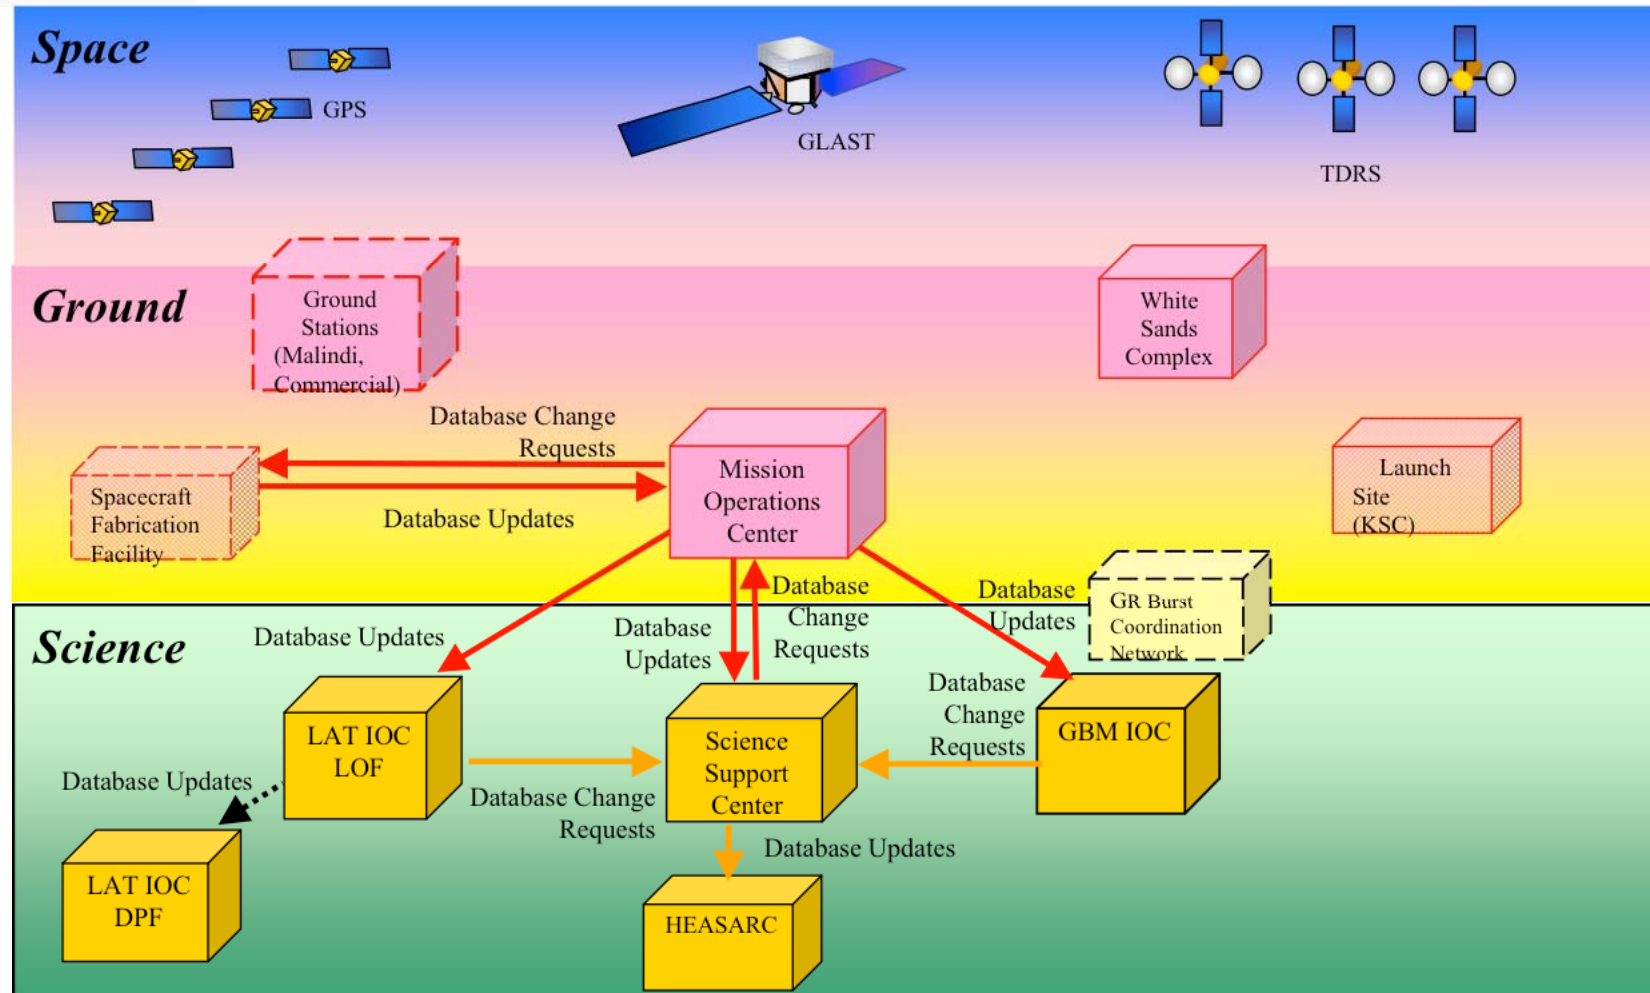 Space
GPS
GLAST
TDRS
Ground
Ground
Stations
(Malindi,
Commercial)
White
Sands
Complex
Database Change
Requests
Mission
Operations
Center
Launch
Site
(KSC)
Spacecraft
Fabrication
Facility
Database Updates
Database
Change
Requests
Database
Updates
GR Burst
Coordination
Network
Science
Database Updates
Database
Updates
Database
Change
Requests
LAT IOC
LOF
Science
Support
Center
GBM IOC
Database Updates
Database Change
Requests
Database Updates
LAT IOC
DPF
HEASARC